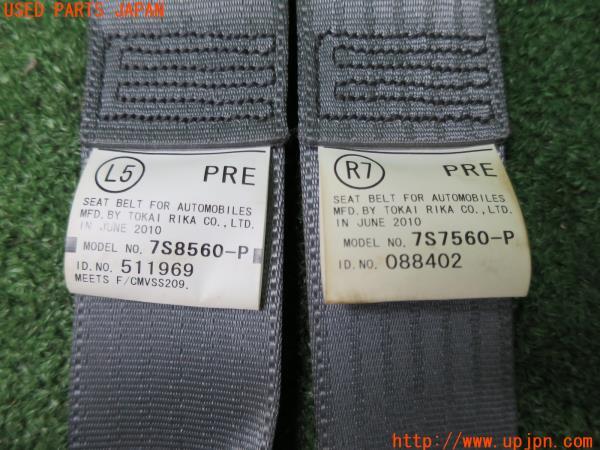 USED PARTS JAPAN
L5 PRE
SEAT BELT FOR AUTOMOBILES
MFD. BY TOKAI RIKA CO., LTD.
IN JUNE 2010
MODEL NO. 7S8560-P
ID. NO. 511969
MEETS F/CMVSS209.
R7 PRE
SEAT BELT FOR AUTOMOBILES
MFD. BY TOKAI RIKA CO., LTD.
IN JUNE 2010
MODEL NO. 7S7560-P
ID. NO. 088402
http://www.upjpn.com/